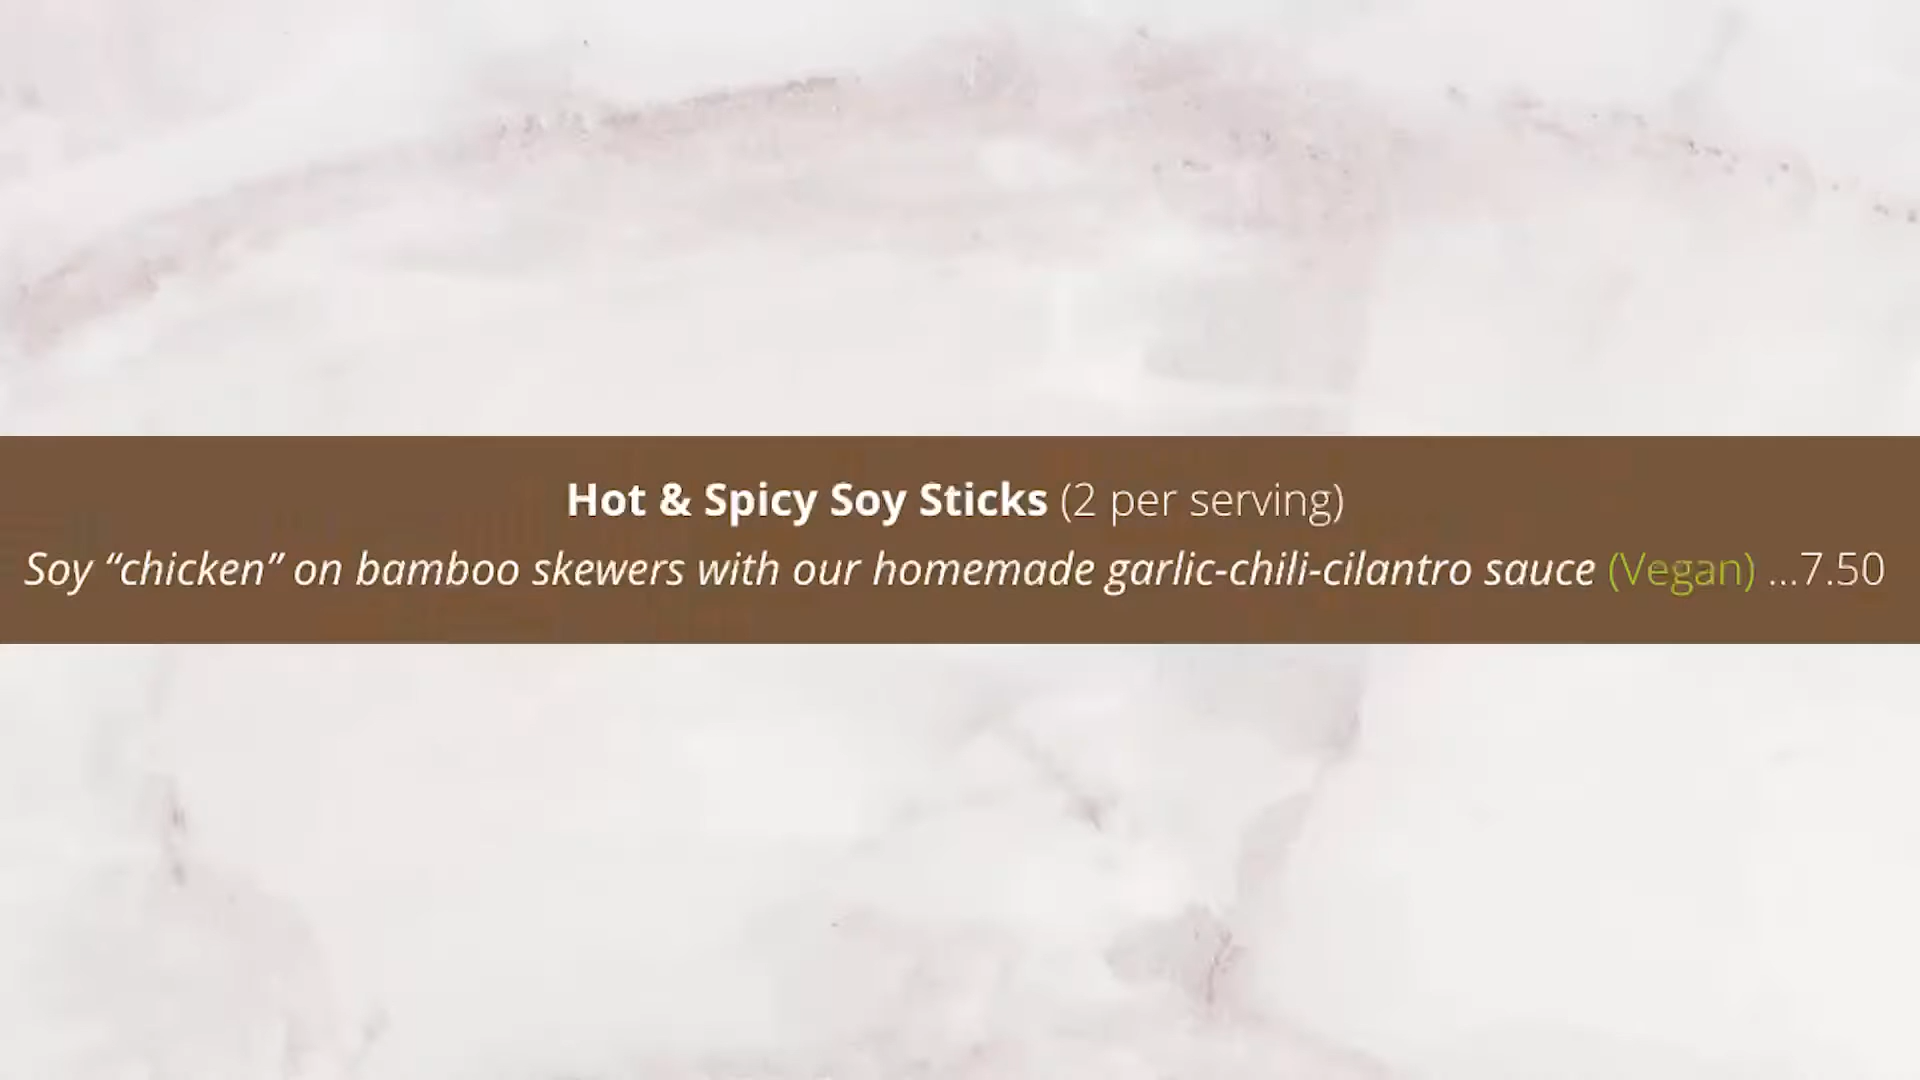 Hot & Spicy Soy Sticks (2 per serving)
Soy “chicken” on bamboo skewers with our homemade garlic-chili-cilantro sauce (Vegan) ...7.50